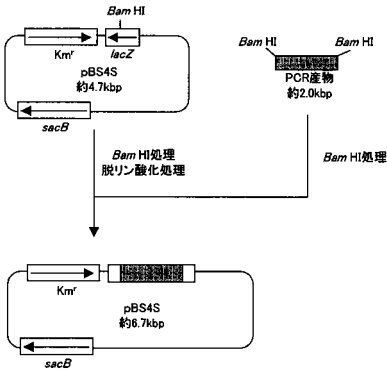 Bam HI
Kmʳ
lacZ
pBS4S
約4.7kbp
sacB
Bam HI
Bam HI
PCR産物
約2.0kbp
Bam HI処理
脱リン酸化処理
Bam HI処理
Kmʳ
pBS4S
約6.7kbp
sacB